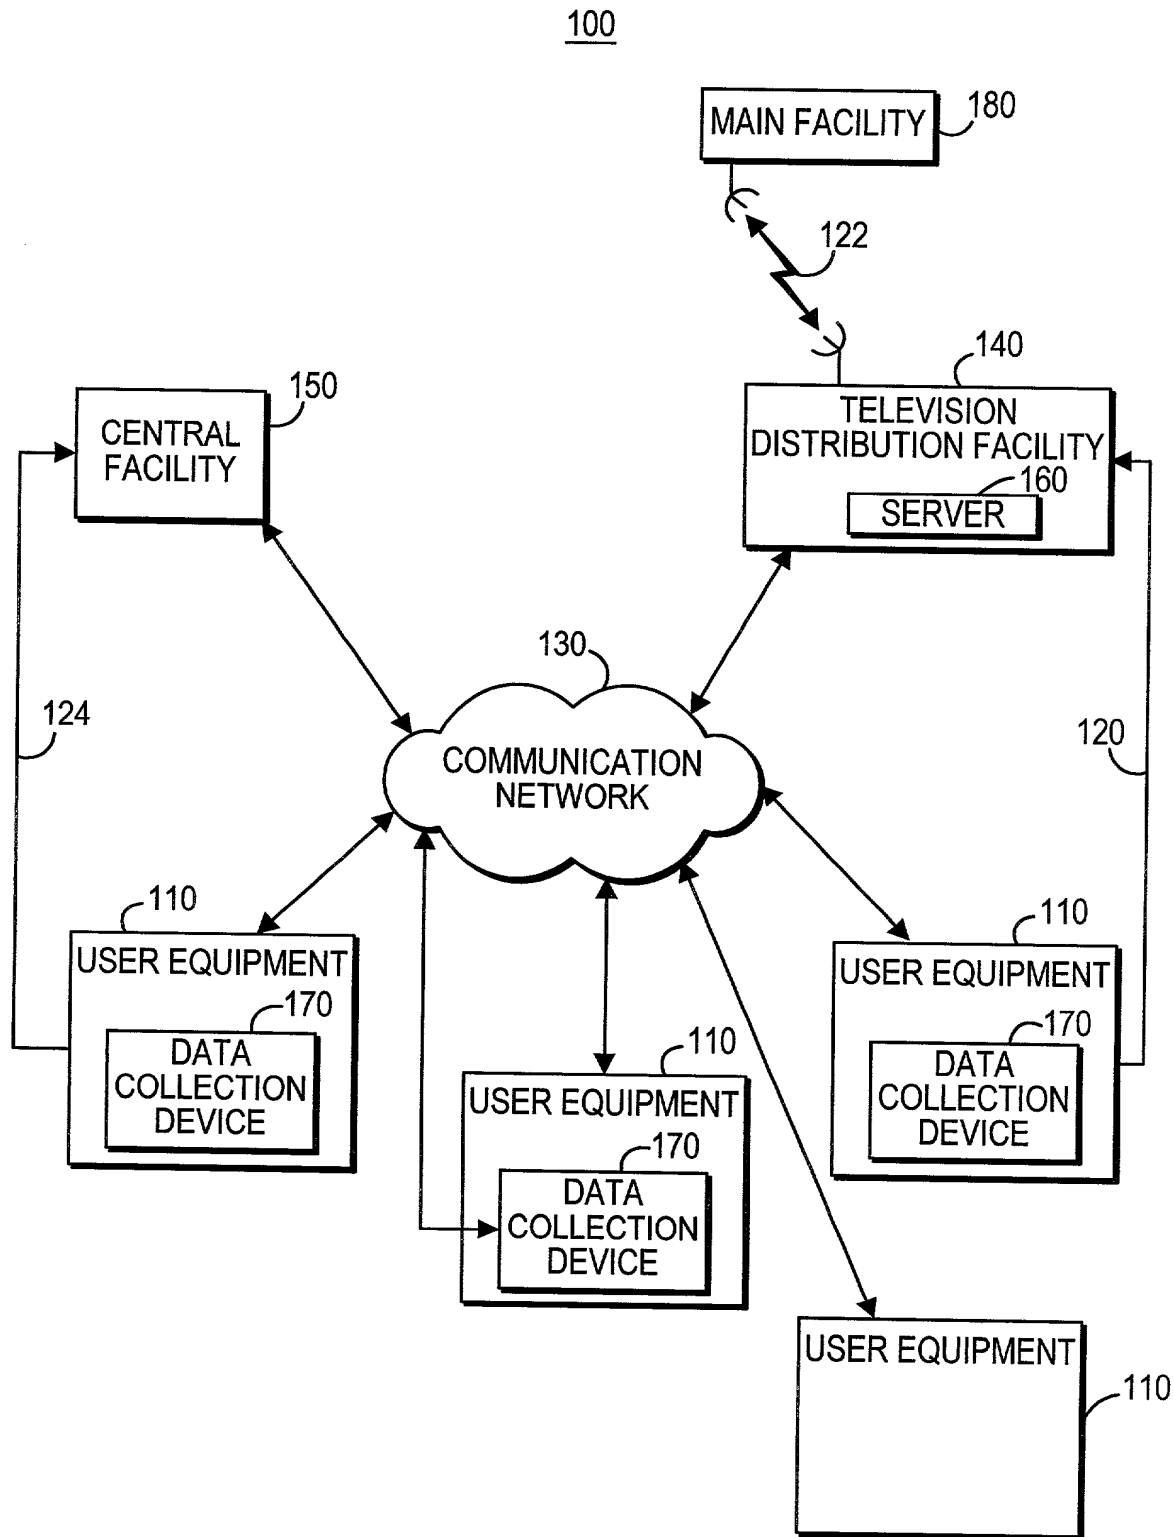 100
MAIN FACILITY
180
122
140
TELEVISION
DISTRIBUTION FACILITY
160
SERVER
150
CENTRAL
FACILITY
130
COMMUNICATION
NETWORK
124
120
110
USER EQUIPMENT
170
DATA
COLLECTION
DEVICE
110
USER EQUIPMENT
170
DATA
COLLECTION
DEVICE
110
USER EQUIPMENT
170
DATA
COLLECTION
DEVICE
USER EQUIPMENT
110